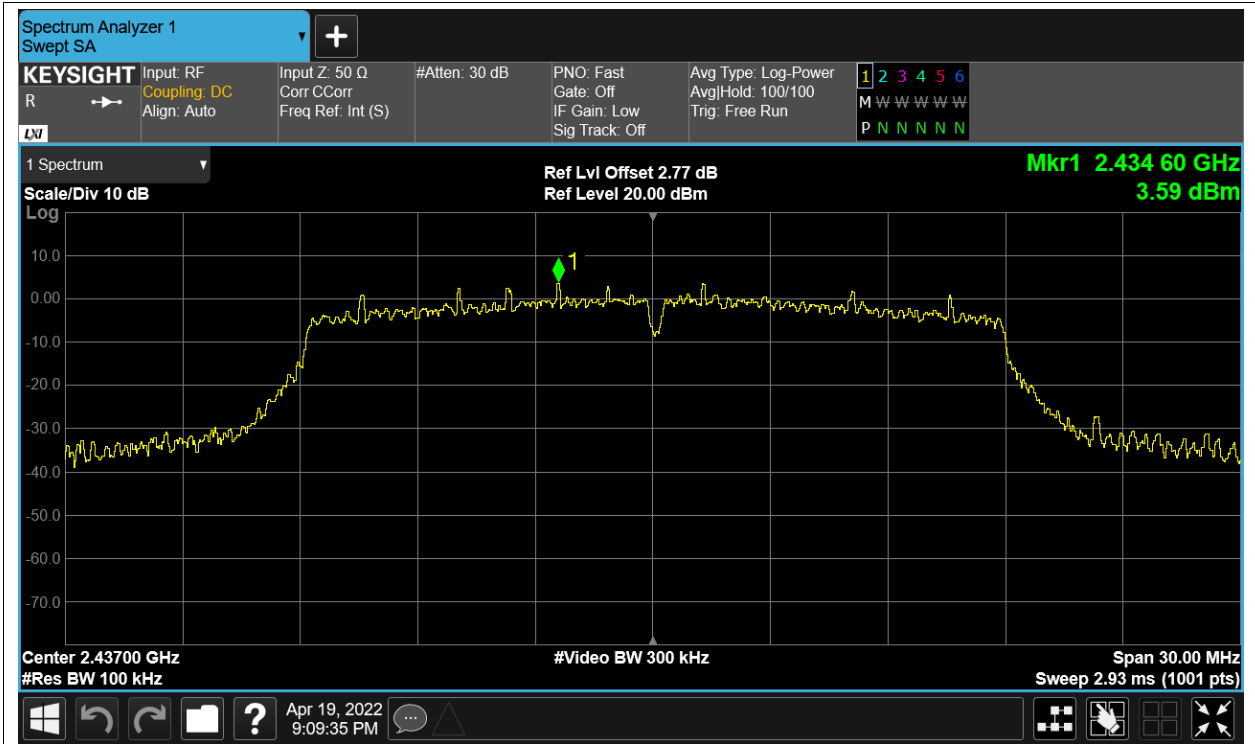 Spectrum Analyzer 1
Swept SA
+
KEYSIGHT
R
LXI
Input: RF
Coupling: DC
Align: Auto
Input Z: 50 Ω
Corr CCorr
Freq Ref: Int (S)
#Atten: 30 dB
PNO: Fast
Gate: Off
IF Gain: Low
Sig Track: Off
Avg Type: Log-Power
Avg|Hold: 100/100
Trig: Free Run
1 2 3 4 5 6
M W W W W W
P N N N N N
1 Spectrum
Scale/Div 10 dB
Log
Ref Lvl Offset 2.77 dB
Ref Level 20.00 dBm
Mkr1 2.434 60 GHz
3.59 dBm
1
10.0
0.00
-10.0
-20.0
-30.0
-40.0
-50.0
-60.0
-70.0
Center 2.43700 GHz
#Res BW 100 kHz
#Video BW 300 kHz
Span 30.00 MHz
Sweep 2.93 ms (1001 pts)
?
Apr 19, 2022
9:09:35 PM